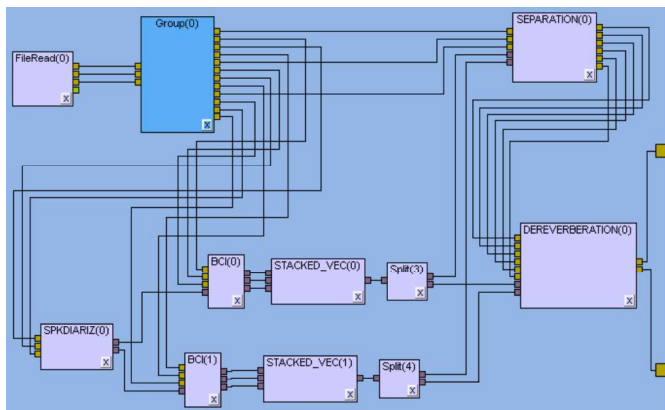 Group(0)
SEPARATION(0)
FileRead(0)
x
x
x
DEREVERBERATION(0)
BCI(0)
STACKED_VEC(0)
Split(3)
x
x
x
x
SPKDIARIZ(0)
BCI(1)
STACKED_VEC(1)
Split(4)
x
x
x
x